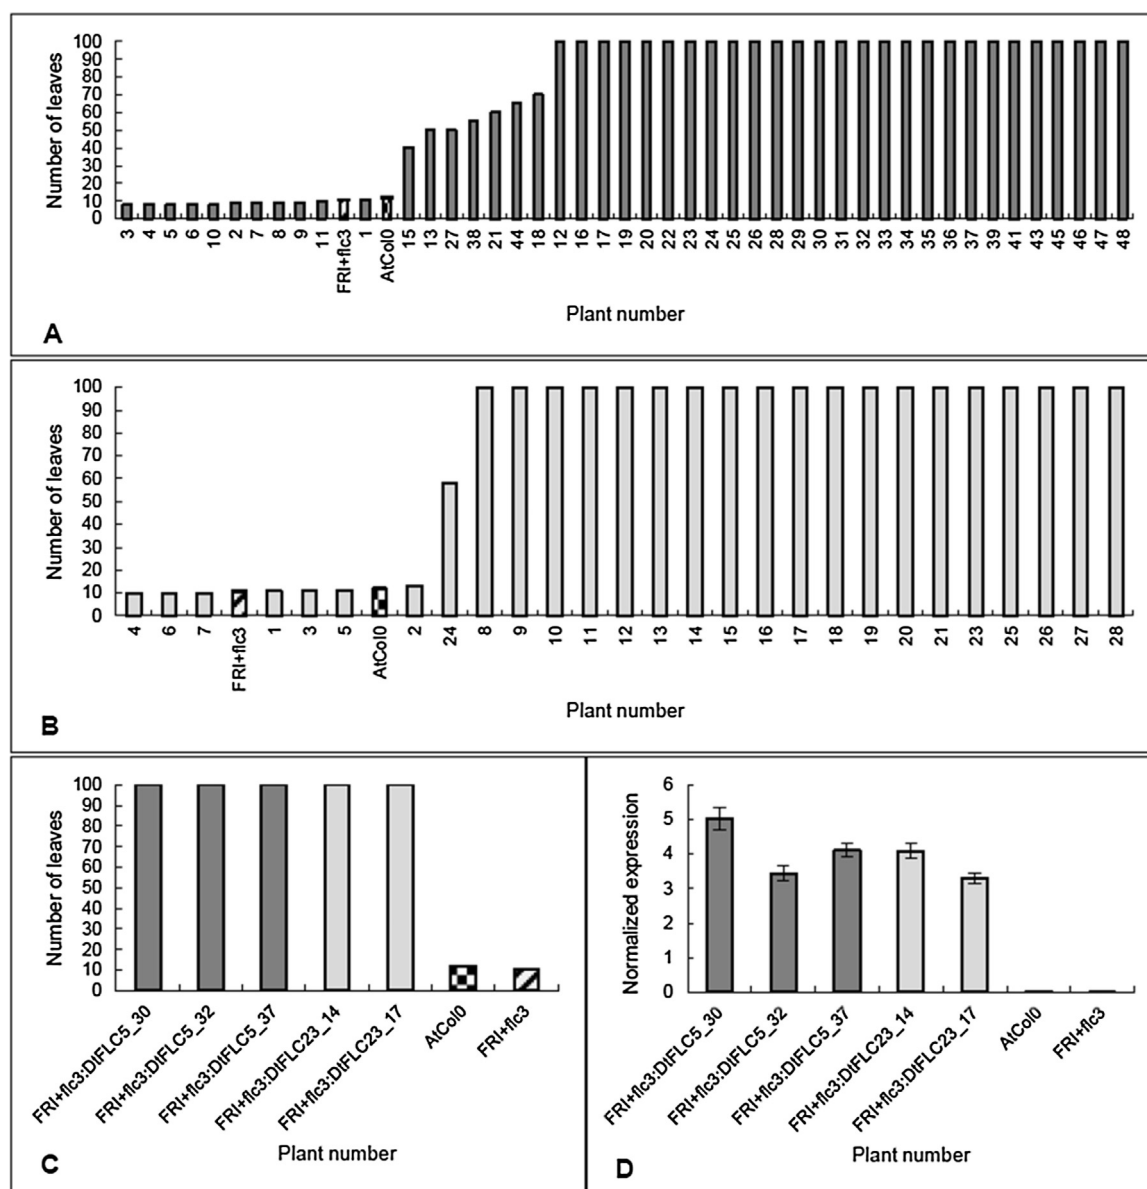 Number of leaves
100
90
80
70
60
50
40
30
20
10
0
3 4 5 6 10 2 7 8 9 11 FRI+flc3 1 AtCol0 15 13 27 38 21 44 18 12 16 17 19 20 22 23 24 25 26 28 29 30 31 32 33 34 35 36 37 39 41 43 45 46 47 48
Plant number
A
Number of leaves
100
90
80
70
60
50
40
30
20
10
0
4 6 7 FRI+flc3 1 3 5 AtCol0 2 24 8 9 10 11 12 13 14 15 16 17 18 19 20 21 23 25 26 27 28
Plant number
B
Number of leaves
100
90
80
70
60
50
40
30
20
10
0
FRI+flc3:DlFLC5_30
FRI+flc3:DlFLC5_32
FRI+flc3:DlFLC5_37
FRI+flc3:DlFLC23_14
FRI+flc3:DlFLC23_17
AtCol0
FRI+flc3
Plant number
C
Normalized expression
6
5
4
3
2
1
0
FRI+flc3:DlFLC5_30
FRI+flc3:DlFLC5_32
FRI+flc3:DlFLC5_37
FRI+flc3:DlFLC23_14
FRI+flc3:DlFLC23_17
AtCol0
FRI+flc3
Plant number
D